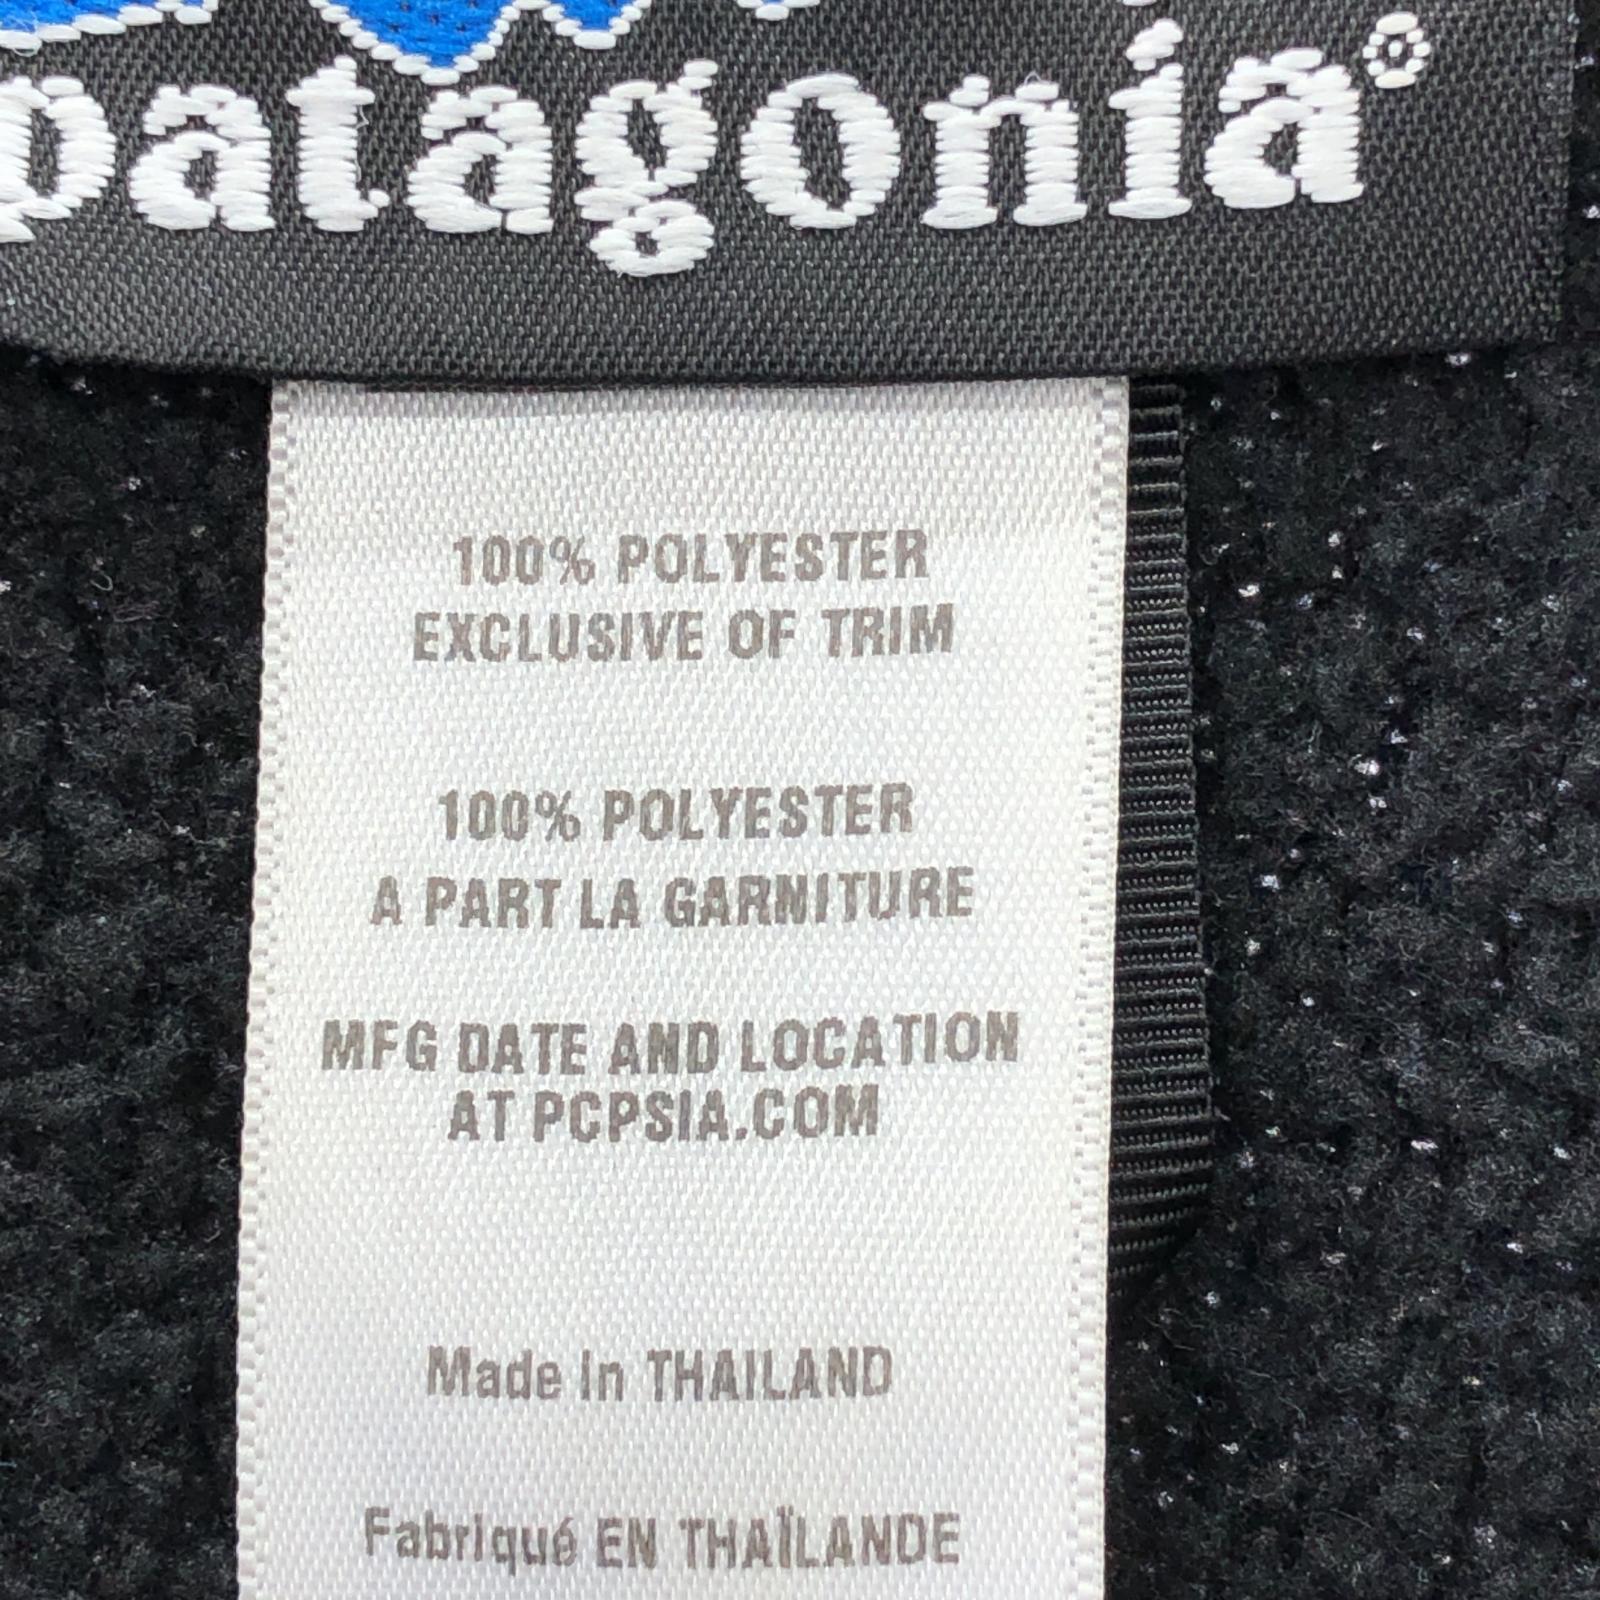 patagonia®
100% POLYESTER
EXCLUSIVE OF TRIM
100% POLYESTER
A PART LA GARNITURE
MFG DATE AND LOCATION
AT PCPSIA.COM
Made in THAILAND
Fabriqué EN THAÏLANDE